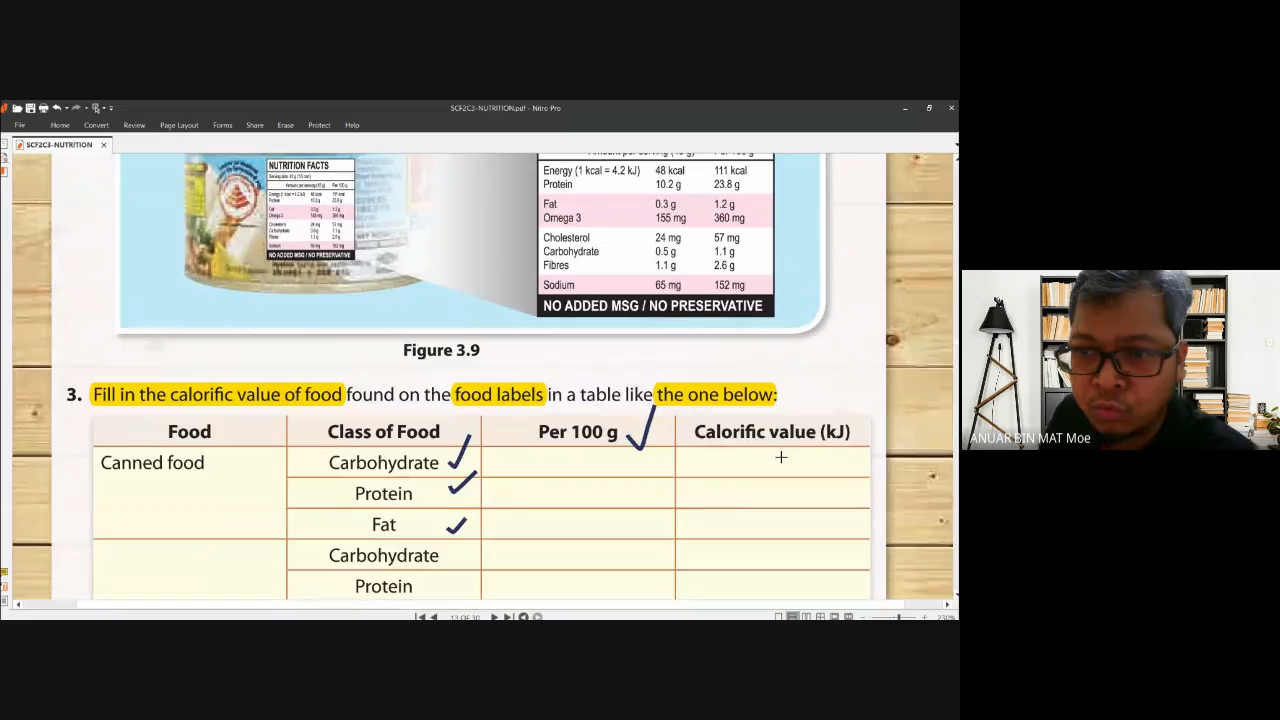 SCF2C3-NUTRITION.pdf - Nitro Pro
File Home Convert Review Page Layout Forms Share Erase Protect Help
SCF2C3-NUTRITION
NUTRITION FACTS
NO ADDED MSG / NO PRESERVATIVE
Energy (1 kcal = 4.2 kJ) 48 kcal 111 kcal
Protein 10.2 g 23.8 g
Fat 0.3 g 1.2 g
Omega 3 155 mg 360 mg
Cholesterol 24 mg 57 mg
Carbohydrate 0.5 g 1.1 g
Fibres 1.1 g 2.6 g
Sodium 65 mg 152 mg
NO ADDED MSG / NO PRESERVATIVE
Figure 3.9
3. Fill in the calorific value of food found on the food labels in a table like the one below:
Food Class of Food Per 100 g Calorific value (kJ)
Canned food Carbohydrate
Protein
Fat
Carbohydrate
Protein
13 OF 30
230%
ANUAR BIN MAT Moe